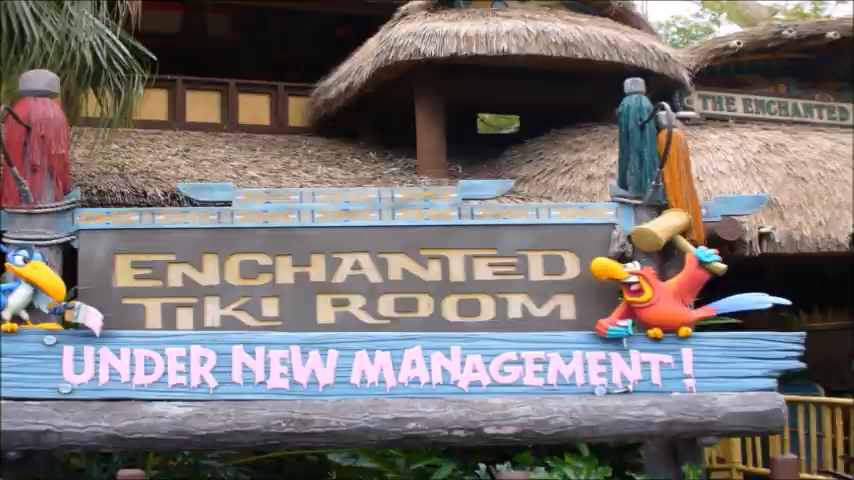 THE ENCHANTED
ENCHANTED
TIKI ROOM
UNDER NEW MANAGEMENT!